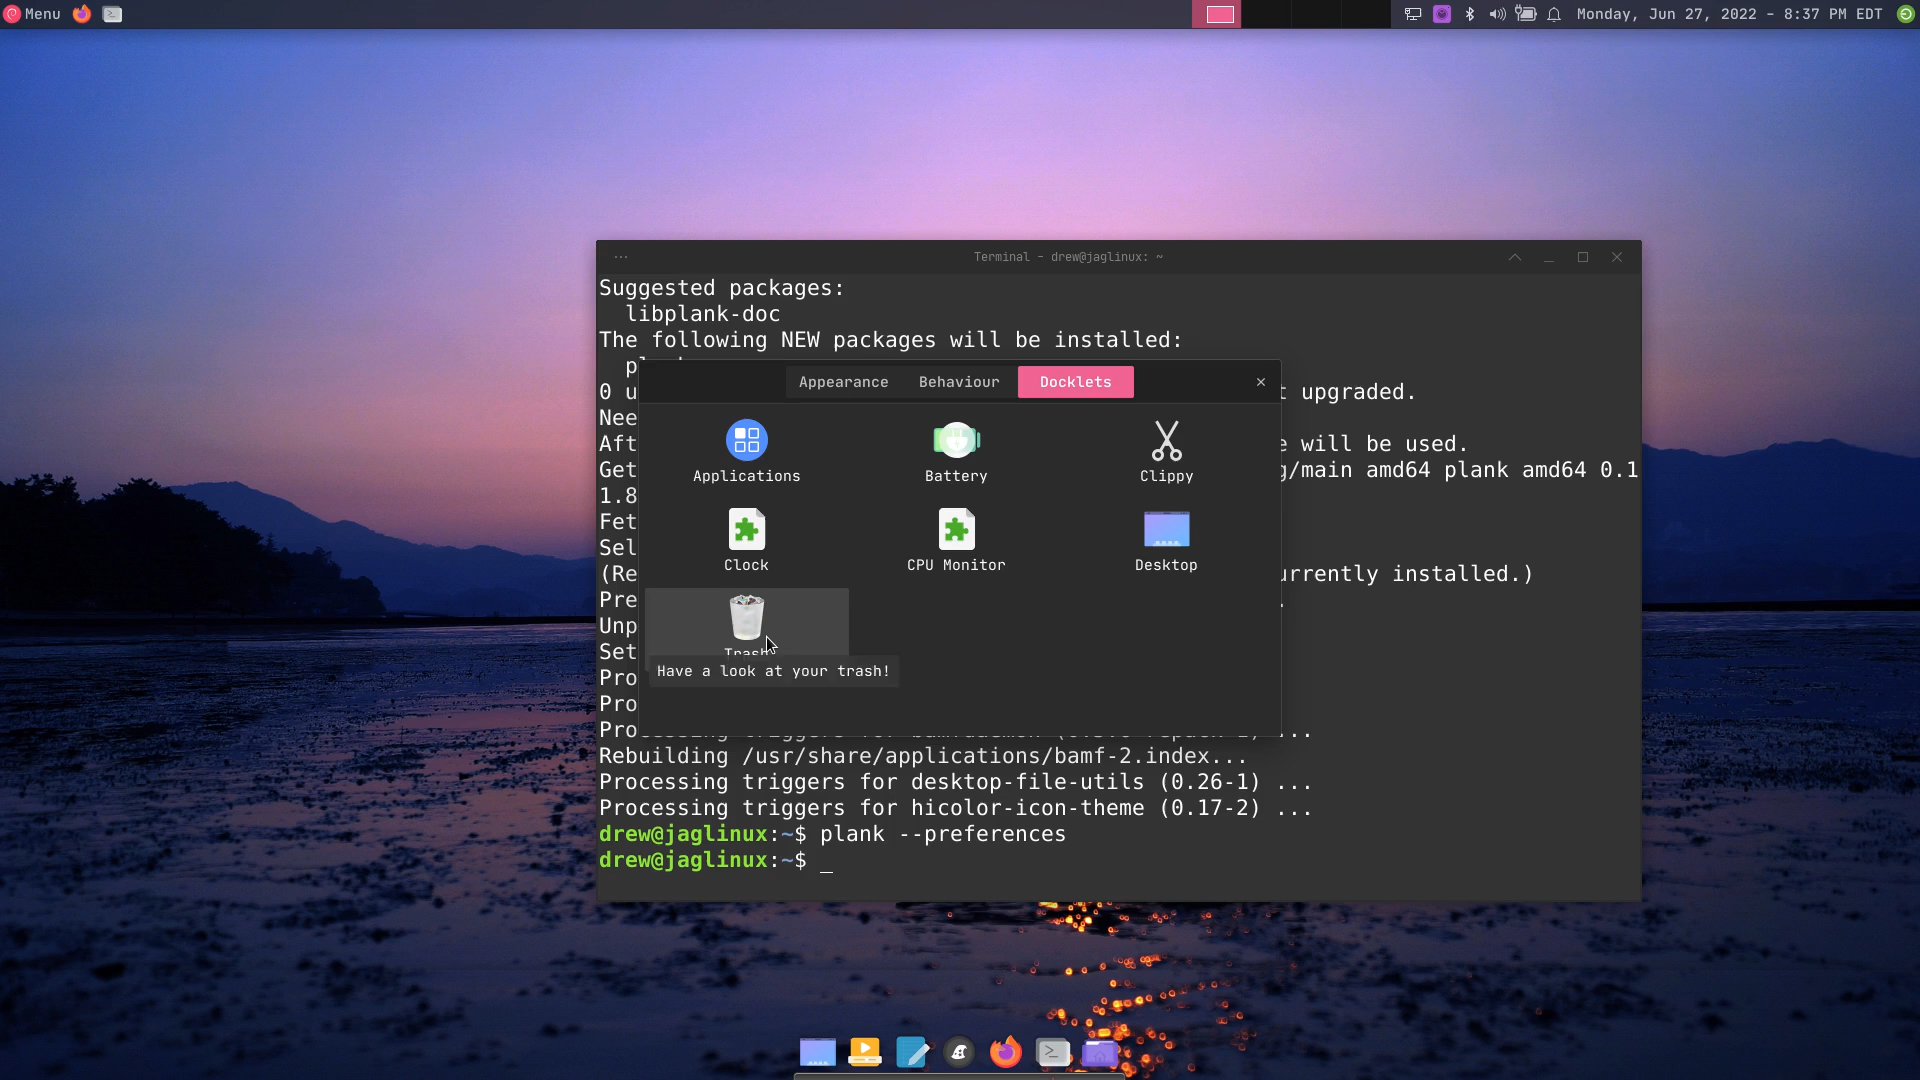 Menu
Monday, Jun 27, 2022 - 8:37 PM EDT
Terminal - drew@jaglinux: ~
Suggested packages:
libplank-doc
The following NEW packages will be installed:
0 u
upgraded.
Nee
Aft
will be used.
Get
/main amd64 plank amd64 0.1
1.8
Fet
Sel
(Re
urrently installed.)
Pre
Unp
Set
Pro
Pro
Processing triggers for
Rebuilding /usr/share/applications/bamf-2.index...
Processing triggers for desktop-file-utils (0.26-1) ...
Processing triggers for hicolor-icon-theme (0.17-2) ...
drew@jaglinux:~$ plank --preferences
drew@jaglinux:~$ _
Appearance Behaviour Docklets
Applications Battery Clippy
Clock CPU Monitor Desktop
Trash
Have a look at your trash!